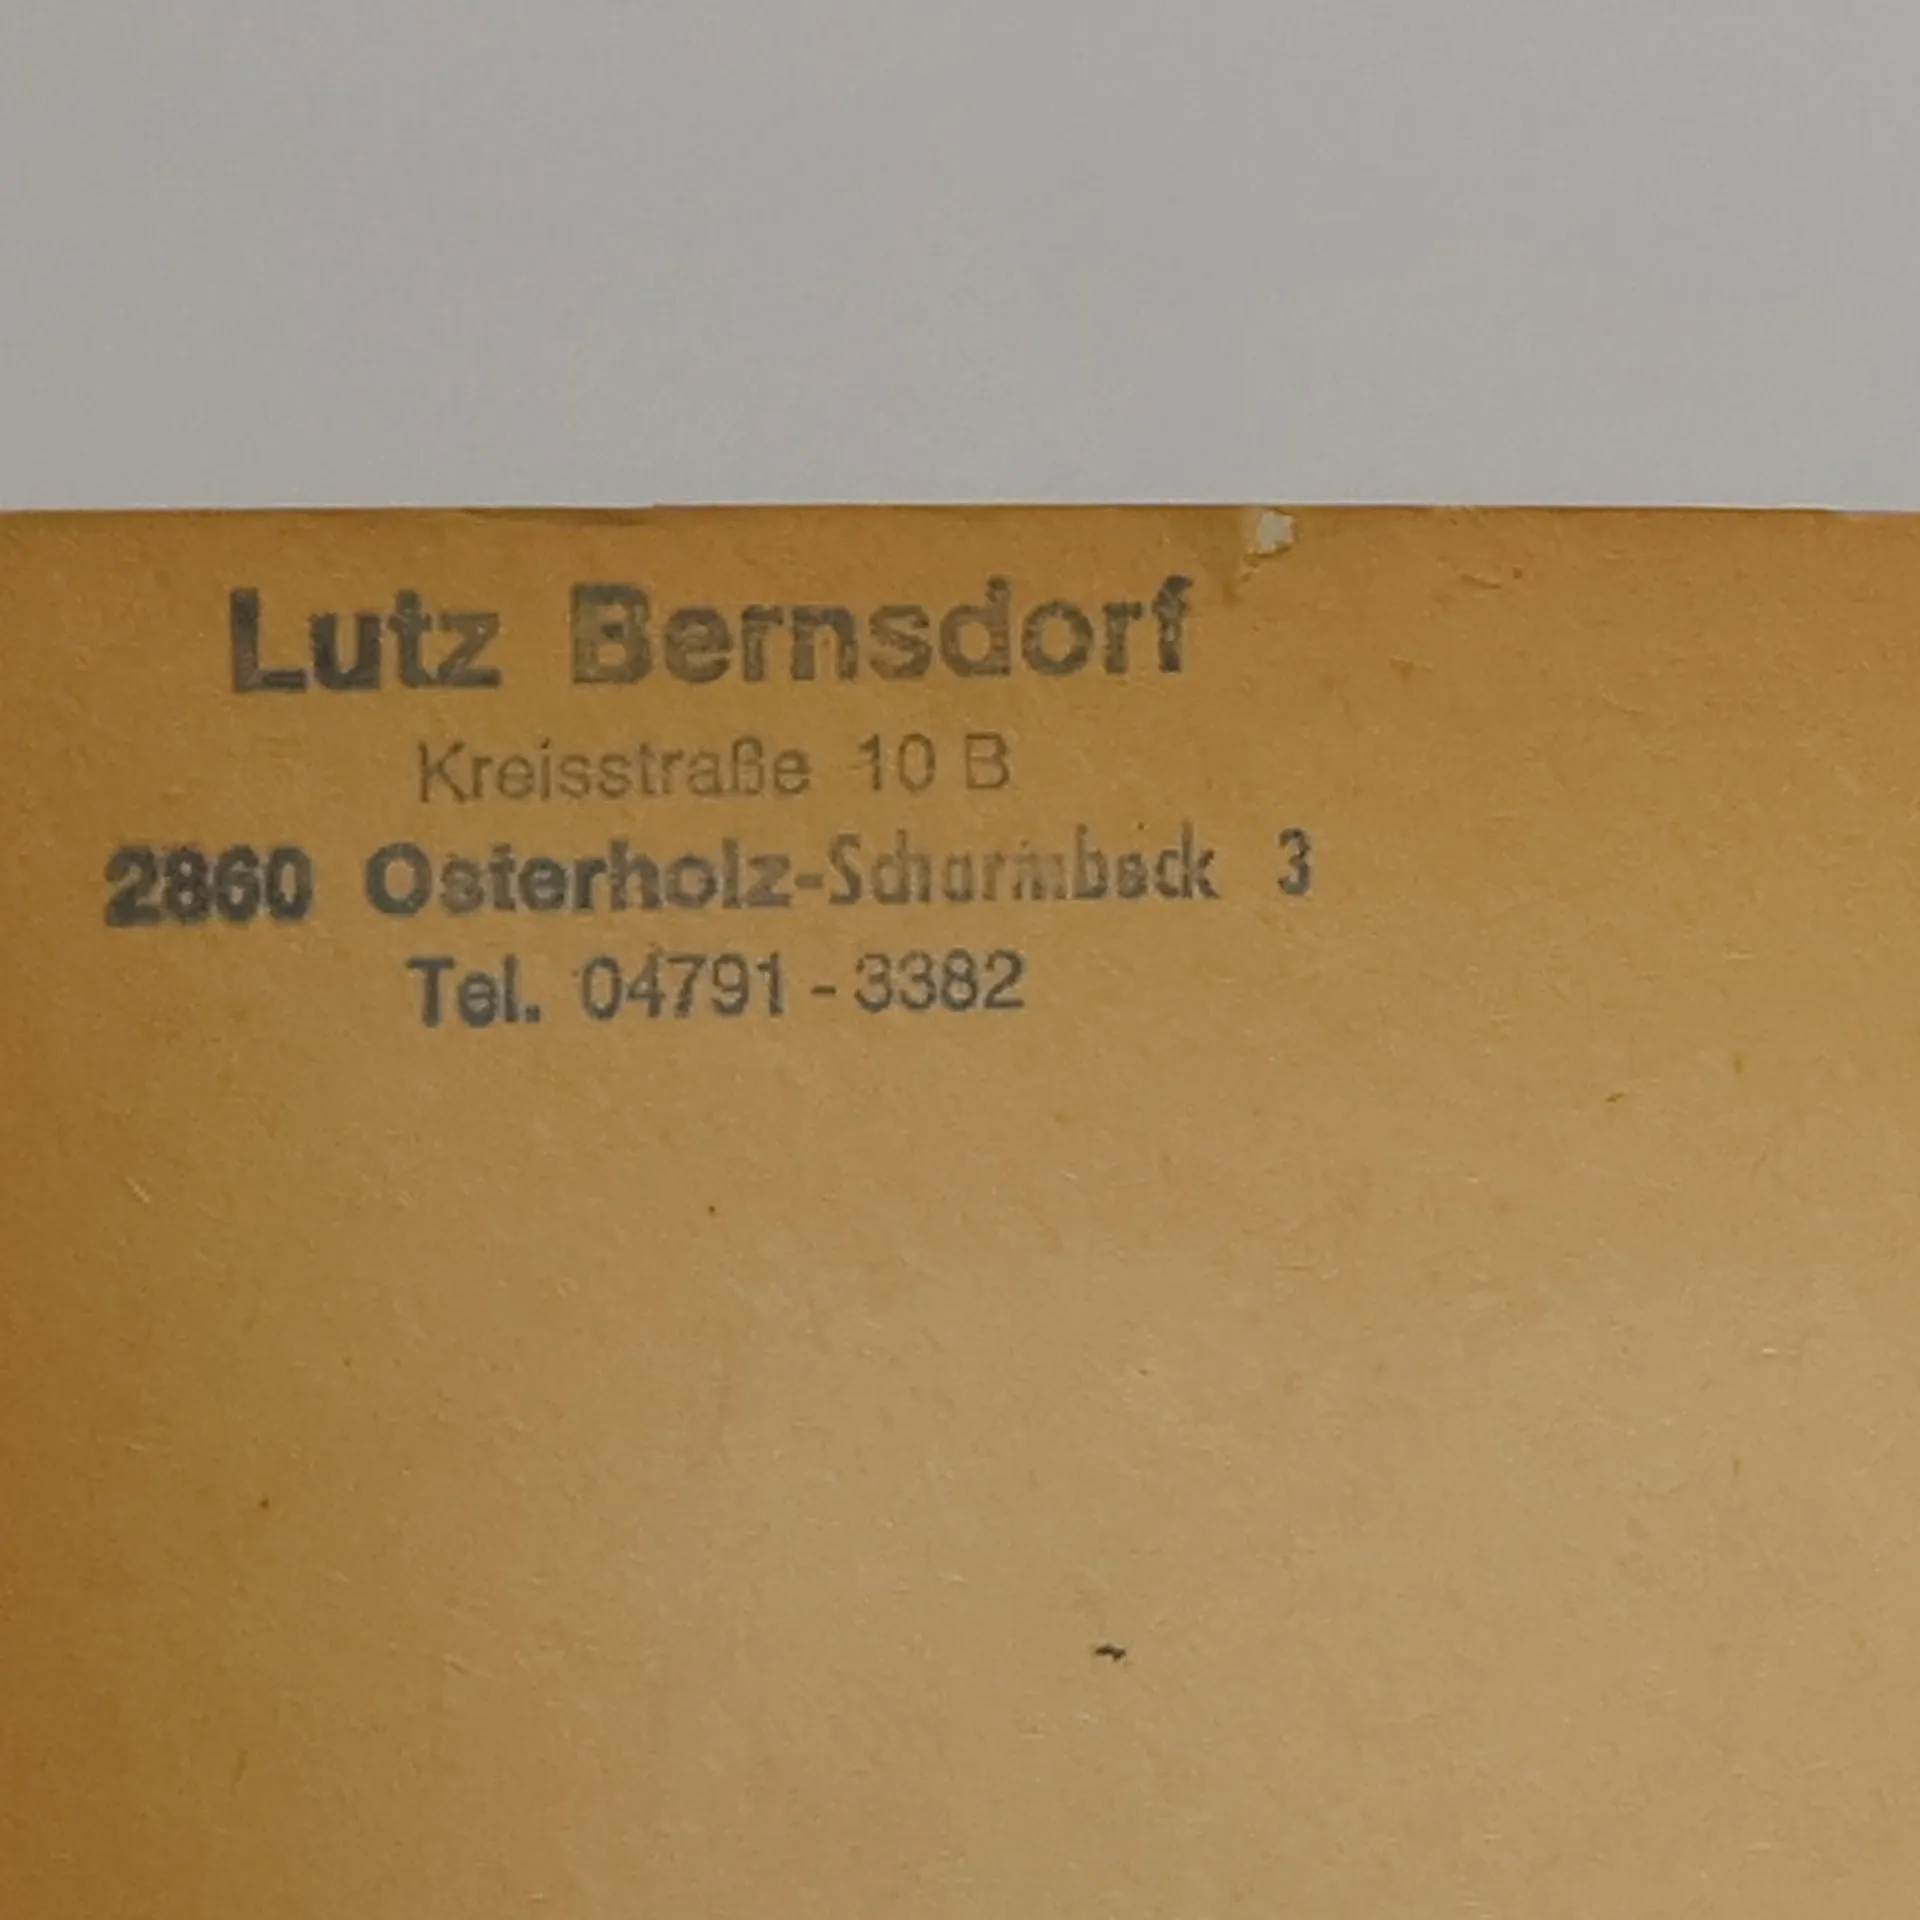 Lutz Bernsdorf
Kreisstraße 10 B
2860 Osterholz-Scharmbeck 3
Tel. 04791 - 3382